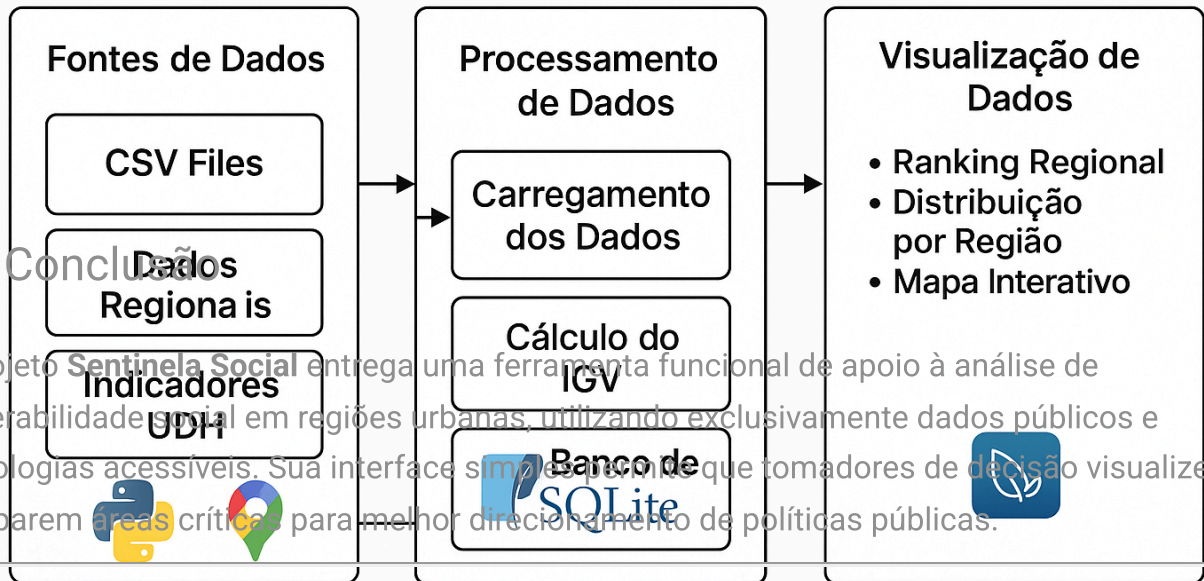 Fontes de Dados
CSV Files
Dados
Regionais
Indicadores
UDH
Processamento
de Dados
Carregamento
dos Dados
Cálculo do
IGV
Banco de
SQLite
Visualização de
Dados
• Ranking Regional
• Distribuição
por Região
• Mapa Interativo
Conclusão
ojeto Sentinela Social entrega uma ferramenta funcional de apoio à análise de
erabilidade social em regiões urbanas, utilizando exclusivamente dados públicos e
ologias acessíveis. Sua interface simples permite que tomadores de decisão visualize
parem áreas críticas para melhor direcionamento de políticas públicas.